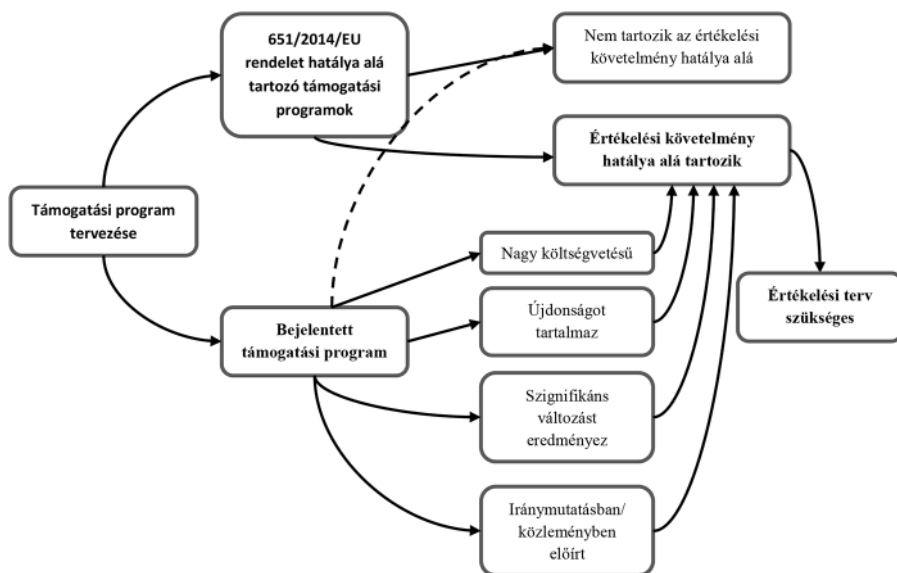 651/2014/EU
rendelet hatálya alá
tartozó támogatási
programok
Nem tartozik az értékelési
követelmény hatálya alá
Értékelési követelmény
hatálya alá tartozik
Támogatási program
tervezése
Nagy költségvetésű
Újdonságot
tartalmaz
Értékelési terv
szükséges
Bejelentett
támogatási program
Szignifikáns
változást
eredményez
Iránymutatásban/
közleményben
előírt